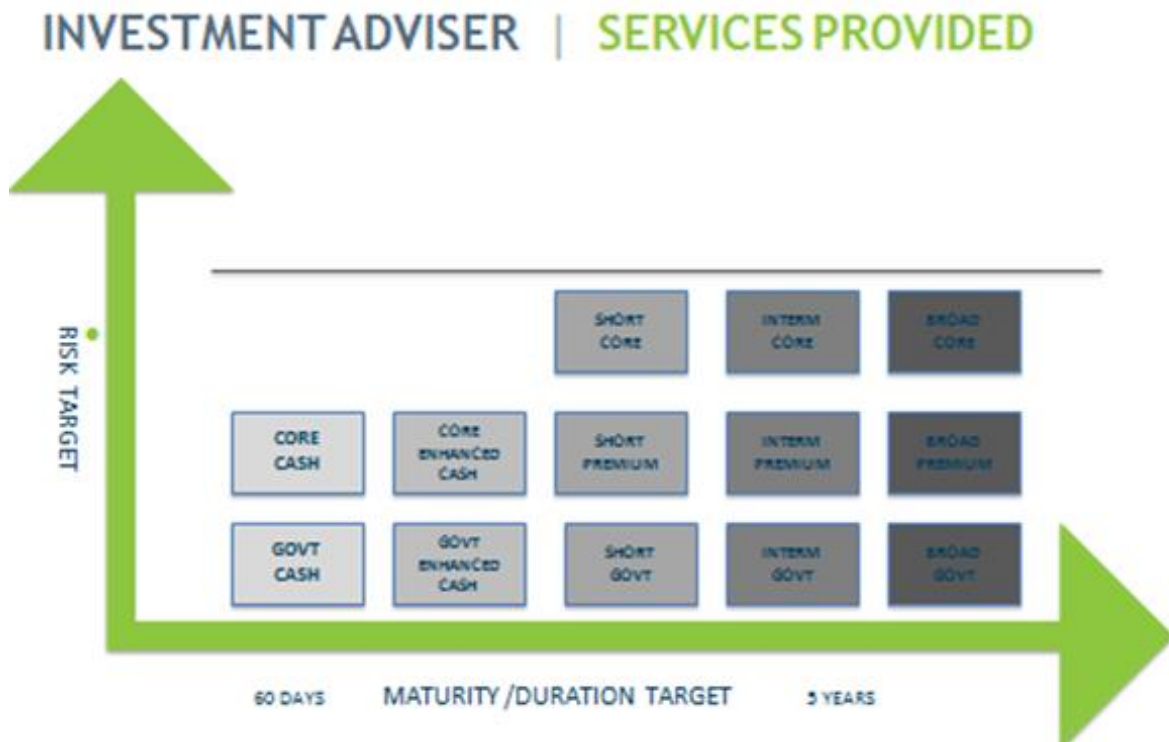 INVESTMENT ADVISER | SERVICES PROVIDED
RISK TARGET
SHORT
CORE
INTERM
CORE
BROAD
CORE
CORE
CASH
CORE
ENHANCED
CASH
SHORT
PREMIUM
INTERM
PREMIUM
BROAD
PREMIUM
GOVT
CASH
GOVT
ENHANCED
CASH
SHORT
GOVT
INTERM
GOVT
BROAD
GOVT
60 DAYS MATURITY/DURATION TARGET YEARS